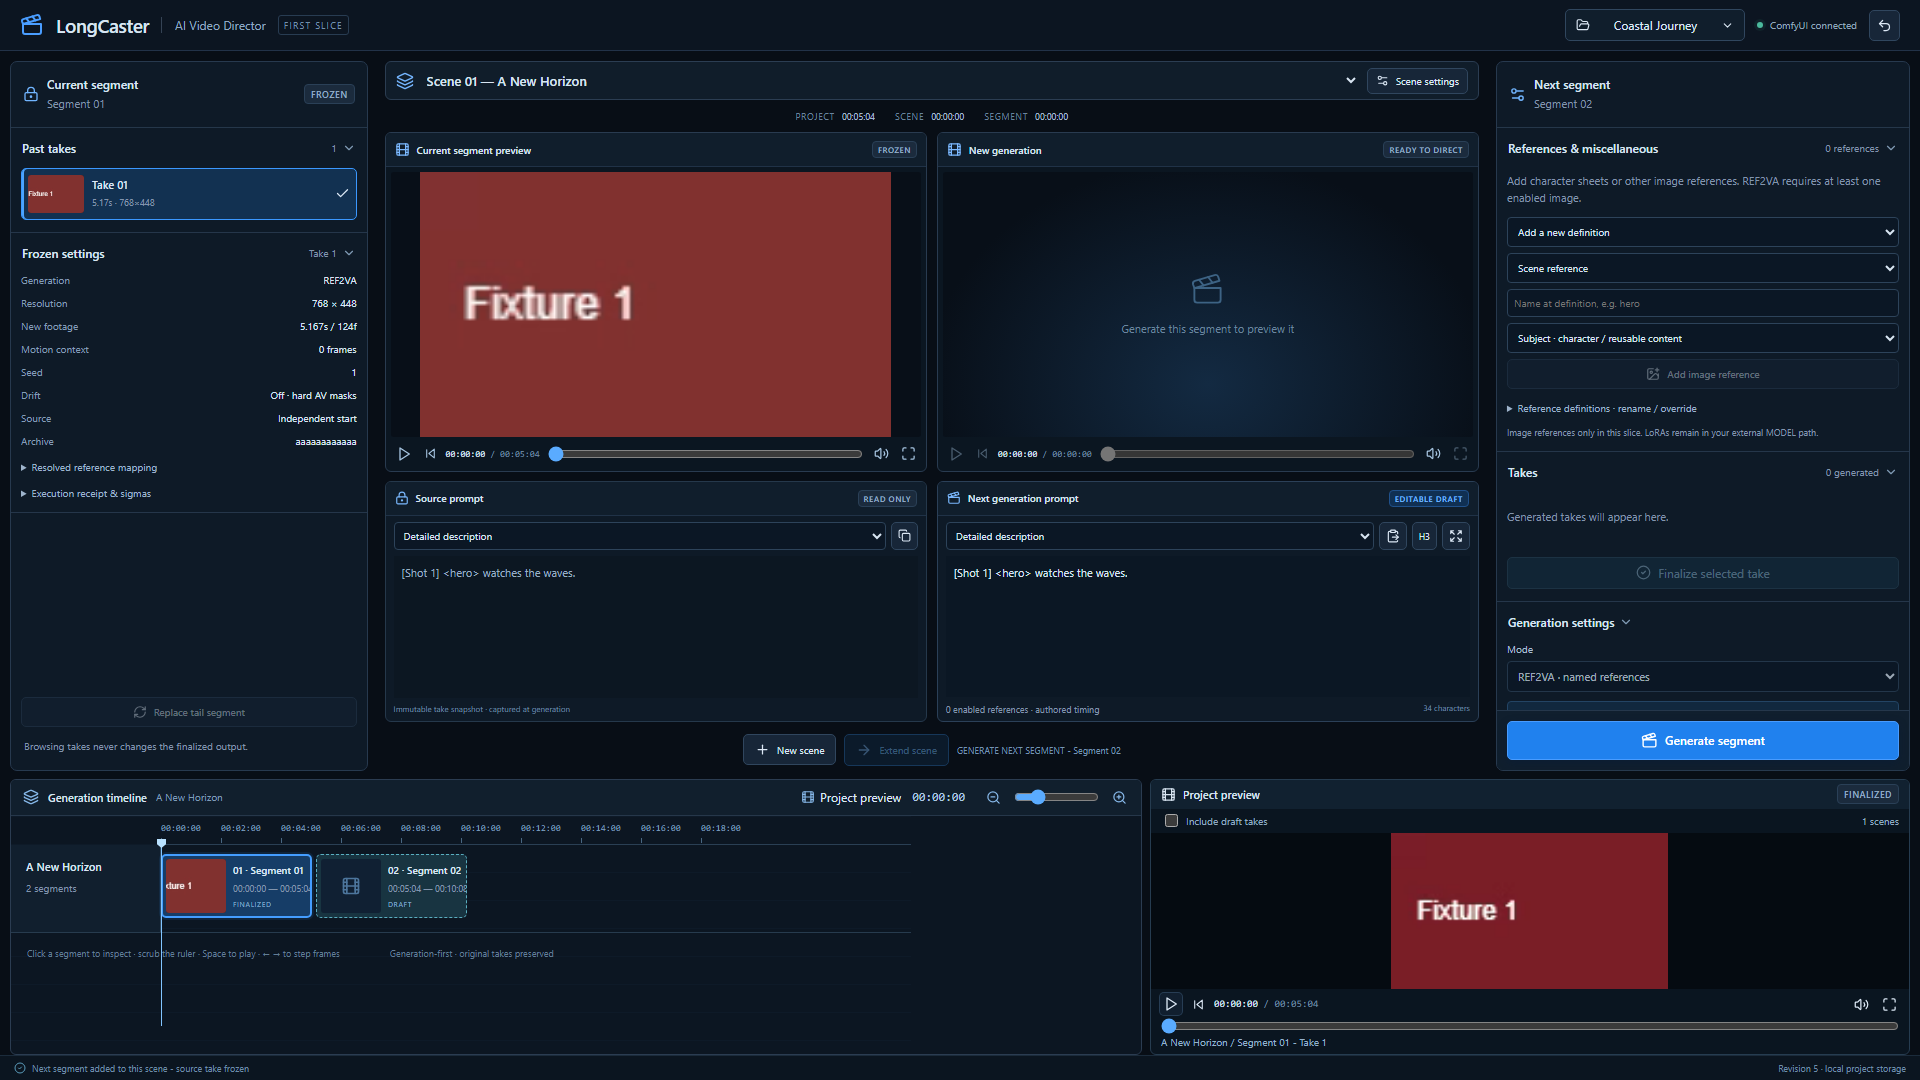 LongCaster
AI Video Director
FIRST SLICE
Coastal Journey
ComfyUI connected
Current segment
Segment 01
FROZEN
Past takes
1
Fixture 1
Take 01
5.17s · 768×448
Frozen settings
Take 1
Generation
REF2VA
Resolution
768 × 448
New footage
5.167s / 124f
Motion context
0 frames
Seed
1
Drift
Off · hard AV masks
Source
Independent start
Archive
aaaaaaaaaaaa
Resolved reference mapping
Execution receipt & sigmas
Replace tail segment
Browsing takes never changes the finalized output.
Scene 01 — A New Horizon
Scene settings
PROJECT 00:05:04 SCENE 00:00:00 SEGMENT 00:00:00
Current segment preview
FROZEN
Fixture 1
00:00:00 / 00:05:04
New generation
READY TO DIRECT
Generate this segment to preview it
00:00:00 / 00:00:00
Source prompt
READ ONLY
Detailed description
[Shot 1] <hero> watches the waves.
Immutable take snapshot · captured at generation
Next generation prompt
EDITABLE DRAFT
Detailed description
H3
[Shot 1] <hero> watches the waves.
0 enabled references · authored timing
34 characters
New scene
Extend scene
GENERATE NEXT SEGMENT - Segment 02
Next segment
Segment 02
References & miscellaneous
0 references
Add character sheets or other image references. REF2VA requires at least one
enabled image.
Add a new definition
Scene reference
Name at definition, e.g. hero
Subject · character / reusable content
Add image reference
Reference definitions · rename / override
Image references only in this slice. LoRAs remain in your external MODEL path.
Takes
0 generated
Generated takes will appear here.
Finalize selected take
Generation settings
Mode
REF2VA · named references
Generate segment
Generation timeline
A New Horizon
Project preview
00:00:00
00:00:00 00:02:00 00:04:00 00:06:00 00:08:00 00:10:00 00:12:00 00:14:00 00:16:00 00:18:00
A New Horizon
2 segments
xture 1
01 · Segment 01
00:00:00 — 00:05:04
FINALIZED
02 · Segment 02
00:05:04 — 00:10:08
DRAFT
Click a segment to inspect · scrub the ruler · Space to play · ← → to step frames
Generation-first · original takes preserved
Project preview
FINALIZED
Include draft takes
1 scenes
Fixture 1
00:00:00 / 00:05:04
A New Horizon / Segment 01 - Take 1
Next segment added to this scene - source take frozen
Revision 5 · local project storage